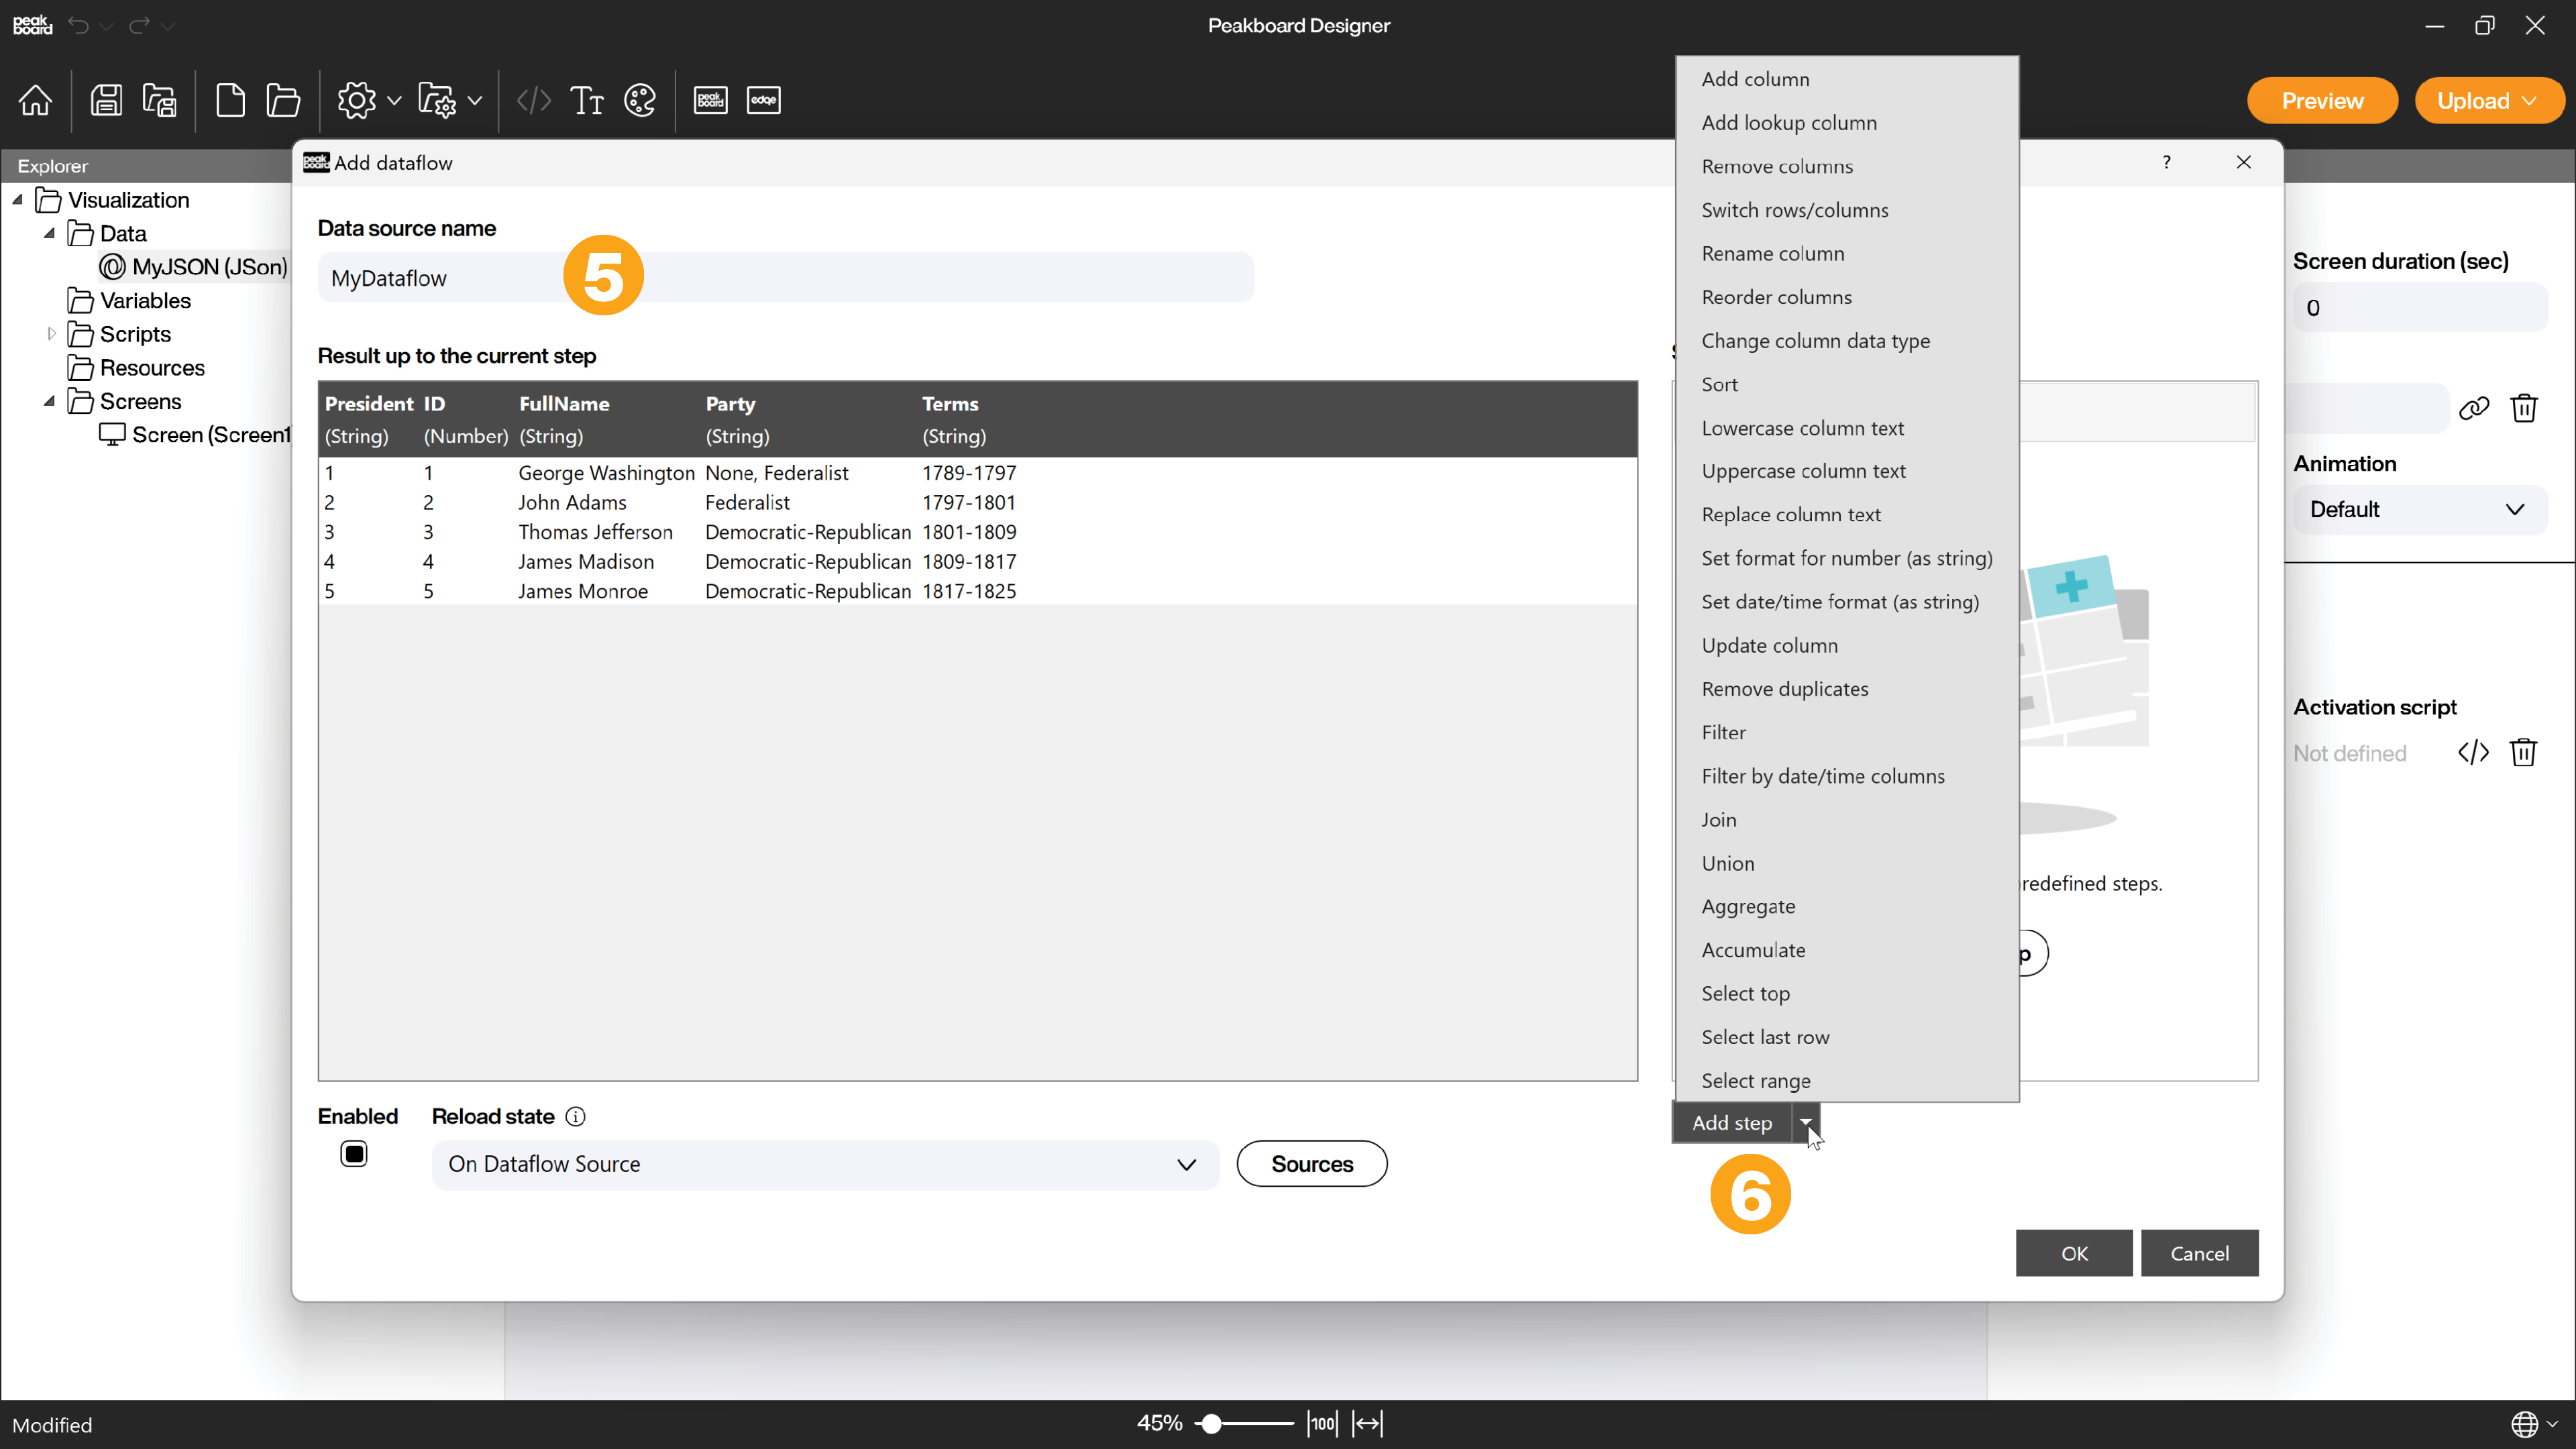 peak
board
Peakboard Designer
peak
board
edge
Preview
Upload
Explorer
Visualization
Data
MyJSON (JSon)
Variables
Scripts
Resources
Screens
Screen (Screen1
Add dataflow
?
Data source name
MyDataflow
5
Result up to the current step
President ID FullName Party Terms
(String) (Number) (String) (String) (String)
1 1 George Washington None, Federalist 1789-1797
2 2 John Adams Federalist 1797-1801
3 3 Thomas Jefferson Democratic-Republican 1801-1809
4 4 James Madison Democratic-Republican 1809-1817
5 5 James Monroe Democratic-Republican 1817-1825
Enabled
Reload state
On Dataflow Source
Sources
Add column
Add lookup column
Remove columns
Switch rows/columns
Rename column
Reorder columns
Change column data type
Sort
Lowercase column text
Uppercase column text
Replace column text
Set format for number (as string)
Set date/time format (as string)
Update column
Remove duplicates
Filter
Filter by date/time columns
Join
Union
Aggregate
Accumulate
Select top
Select last row
Select range
redefined steps.
p
Add step
6
OK
Cancel
Screen duration (sec)
0
Animation
Default
Activation script
Not defined
Modified
45%
100